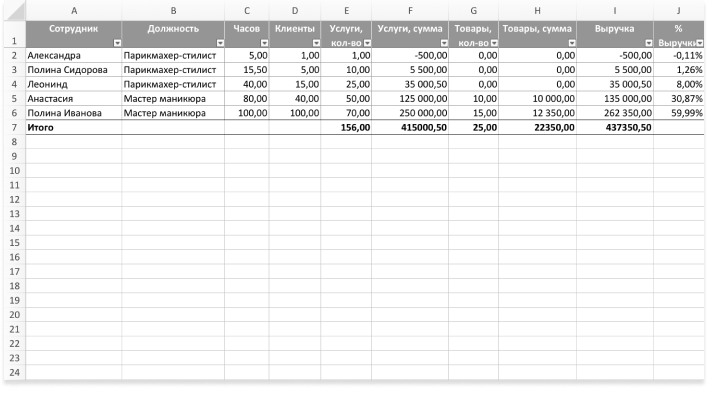 A B C D E F G H I J
1 Сотрудник Должность Часов Клиенты Услуги, кол-во Услуги, сумма Товары, кол-во Товары, сумма Выручка % Выручки
2 Александра Парикмахер-стилист 5,00 1,00 1,00 -500,00 0,00 0,00 -500,00 -0,11%
3 Полина Сидорова Парикмахер-стилист 15,50 5,00 10,00 5 500,00 0,00 0,00 5 500,00 1,26%
4 Леонинд Парикмахер-стилист 40,00 15,00 25,00 35 000,50 0,00 0,00 35 000,50 8,00%
5 Анастасия Мастер маникюра 80,00 40,00 50,00 125 000,00 10,00 10 000,00 135 000,00 30,87%
6 Полина Иванова Мастер маникюра 100,00 100,00 70,00 250 000,00 15,00 12 350,00 262 350,00 59,99%
7 Итого 156,00 415000,50 25,00 22350,00 437350,50
8
9
10
11
12
13
14
15
16
17
18
19
20
21
22
23
24